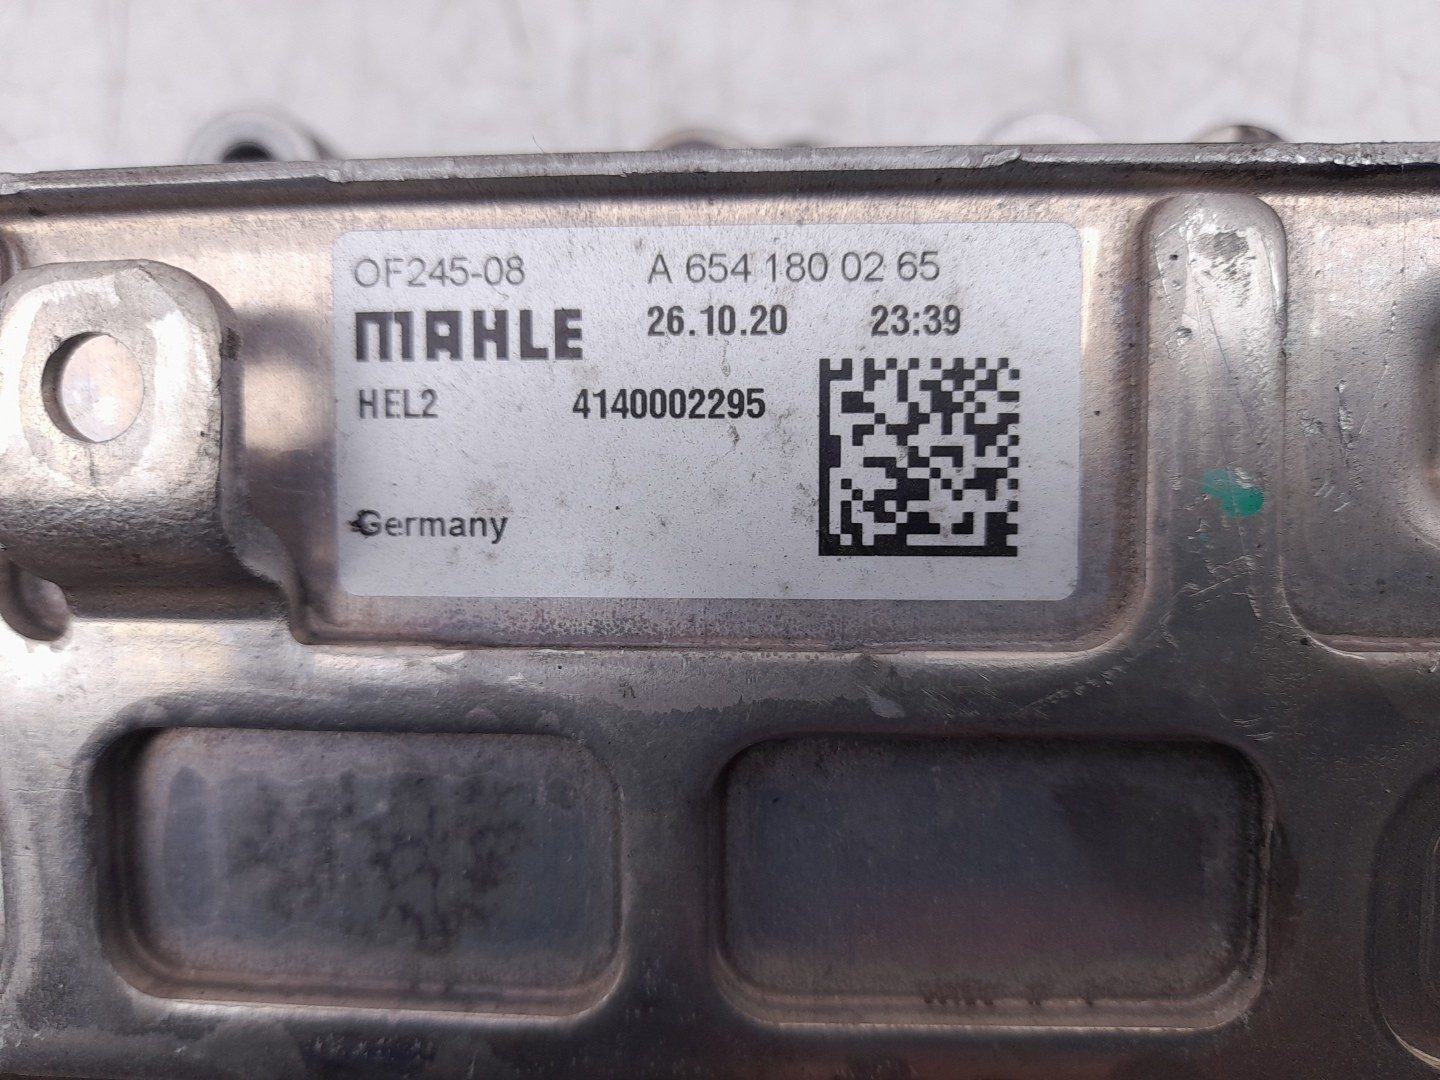 OF245-08 A 654 180 02 65
MAHLE 26.10.20 23:39
HEL2 4140002295
Germany